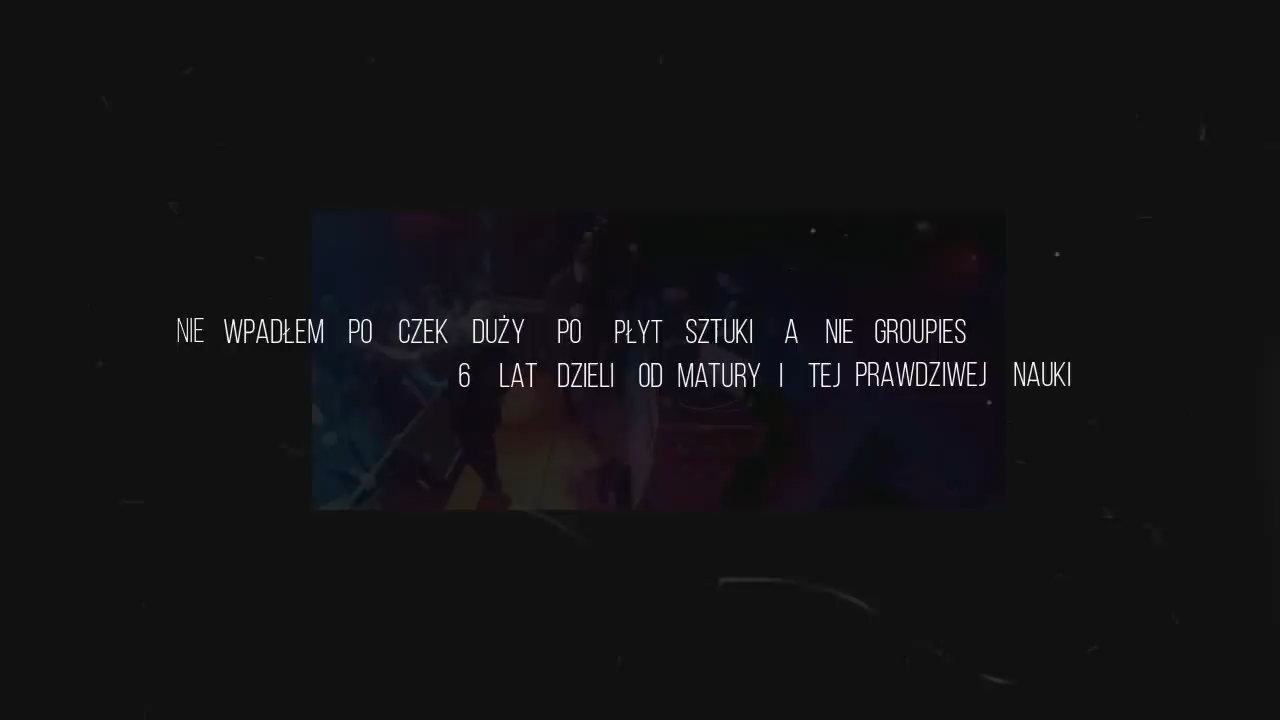 NIE WPADŁEM PO CZEK DUŻY PO PŁYT SZTUKI A NIE GROUPIES
6 LAT DZIELI OD MATURY I TEJ PRAWDZIWEJ NAUKI